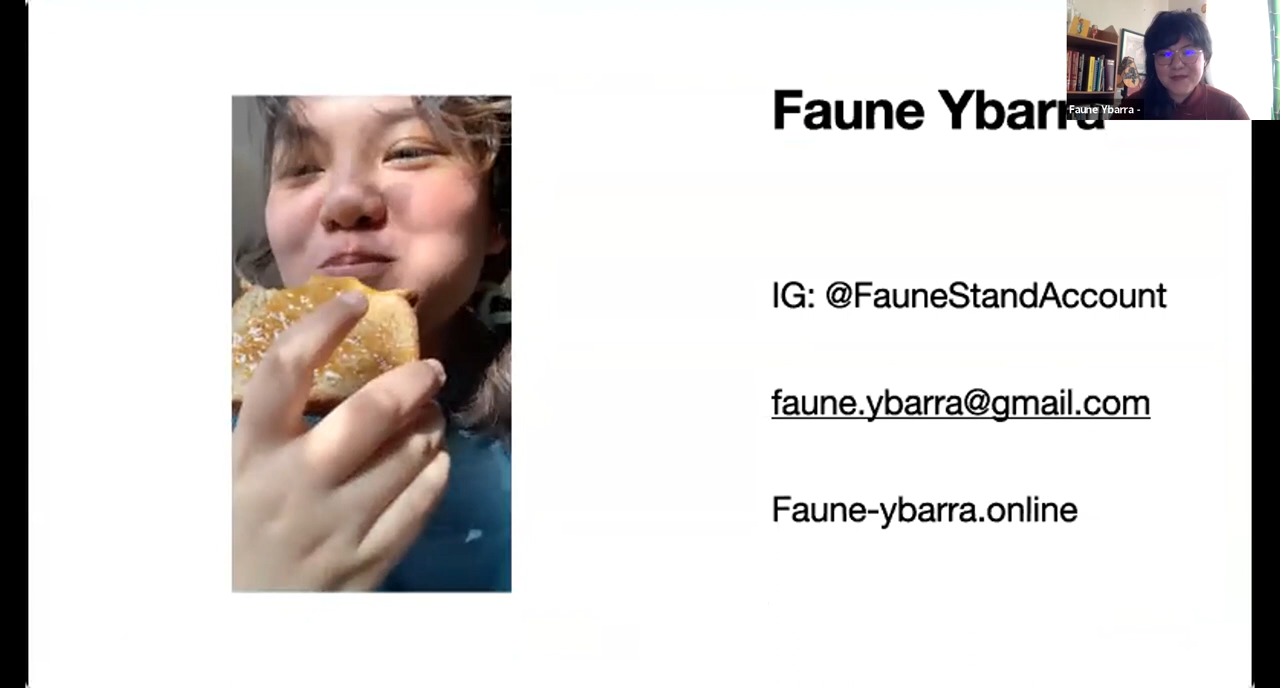 Faune Ybarra
Faune Ybarra -
IG: @FauneStandAccount
faune.ybarra@gmail.com
Faune-ybarra.online